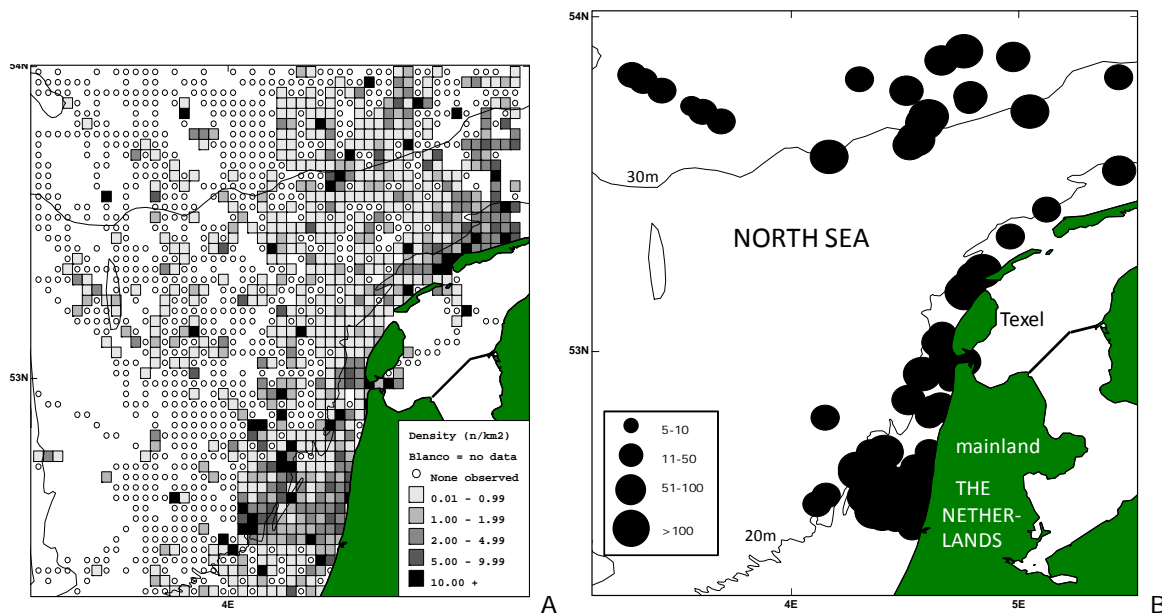 54N
53N
4E
Density (n/km2)
Blanco = no data
None observed
0.01 - 0.99
1.00 - 1.99
2.00 - 4.99
5.00 - 9.99
10.00 +
A
54N
53N
30m
NORTH SEA
Texel
mainland
THE
NETHER-
LANDS
20m
5-10
11-50
51-100
>100
4E
5E
B